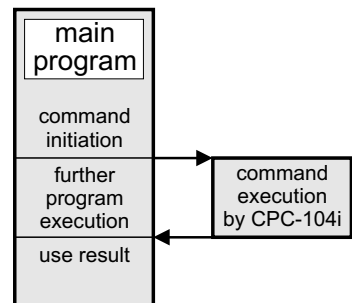 main
program
command
initiation
further
program
execution
use result
command
execution
by CPC-104i